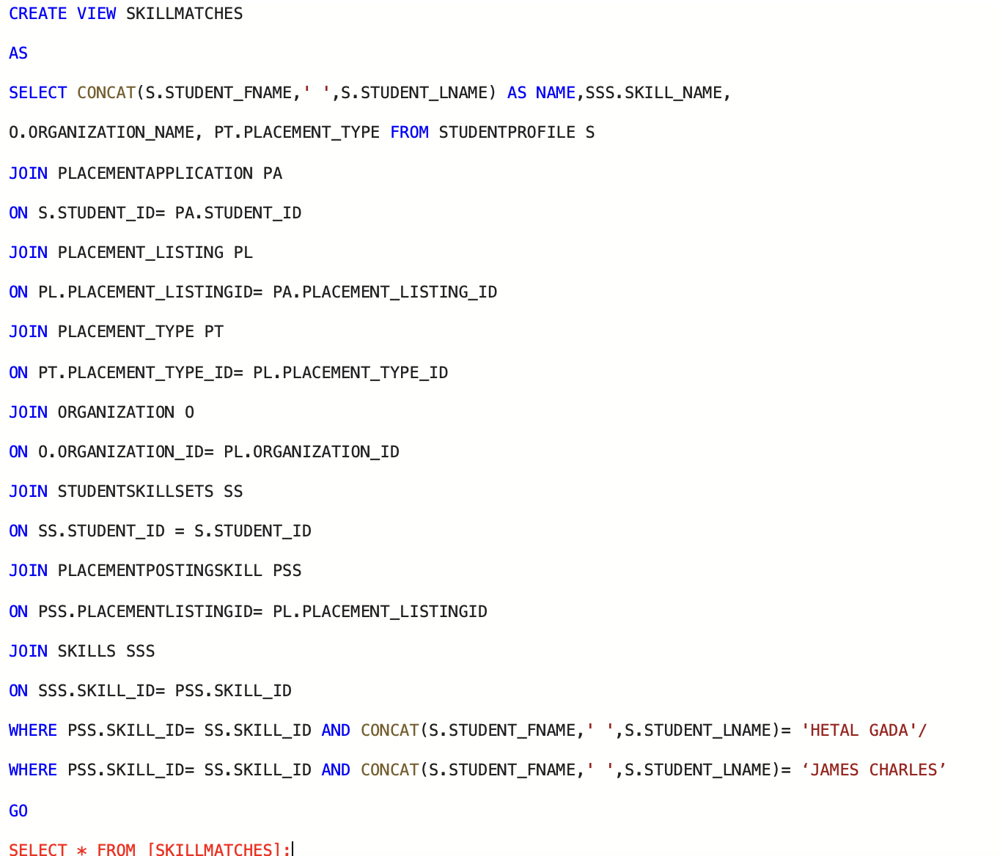 CREATE VIEW SKILLMATCHES
AS
SELECT CONCAT(S.STUDENT_FNAME,' ',S.STUDENT_LNAME) AS NAME,SSS.SKILL_NAME,
O.ORGANIZATION_NAME, PT.PLACEMENT_TYPE FROM STUDENTPROFILE S
JOIN PLACEMENTAPPLICATION PA
ON S.STUDENT_ID= PA.STUDENT_ID
JOIN PLACEMENT_LISTING PL
ON PL.PLACEMENT_LISTINGID= PA.PLACEMENT_LISTING_ID
JOIN PLACEMENT_TYPE PT
ON PT.PLACEMENT_TYPE_ID= PL.PLACEMENT_TYPE_ID
JOIN ORGANIZATION O
ON O.ORGANIZATION_ID= PL.ORGANIZATION_ID
JOIN STUDENTSKILLSETS SS
ON SS.STUDENT_ID = S.STUDENT_ID
JOIN PLACEMENTPOSTINGSKILL PSS
ON PSS.PLACEMENTLISTINGID= PL.PLACEMENT_LISTINGID
JOIN SKILLS SSS
ON SSS.SKILL_ID= PSS.SKILL_ID
WHERE PSS.SKILL_ID= SS.SKILL_ID AND CONCAT(S.STUDENT_FNAME,' ',S.STUDENT_LNAME)= 'HETAL GADA'/
WHERE PSS.SKILL_ID= SS.SKILL_ID AND CONCAT(S.STUDENT_FNAME,' ',S.STUDENT_LNAME)= ‘JAMES CHARLES’
GO
SELECT * FROM [SKILLMATCHES];